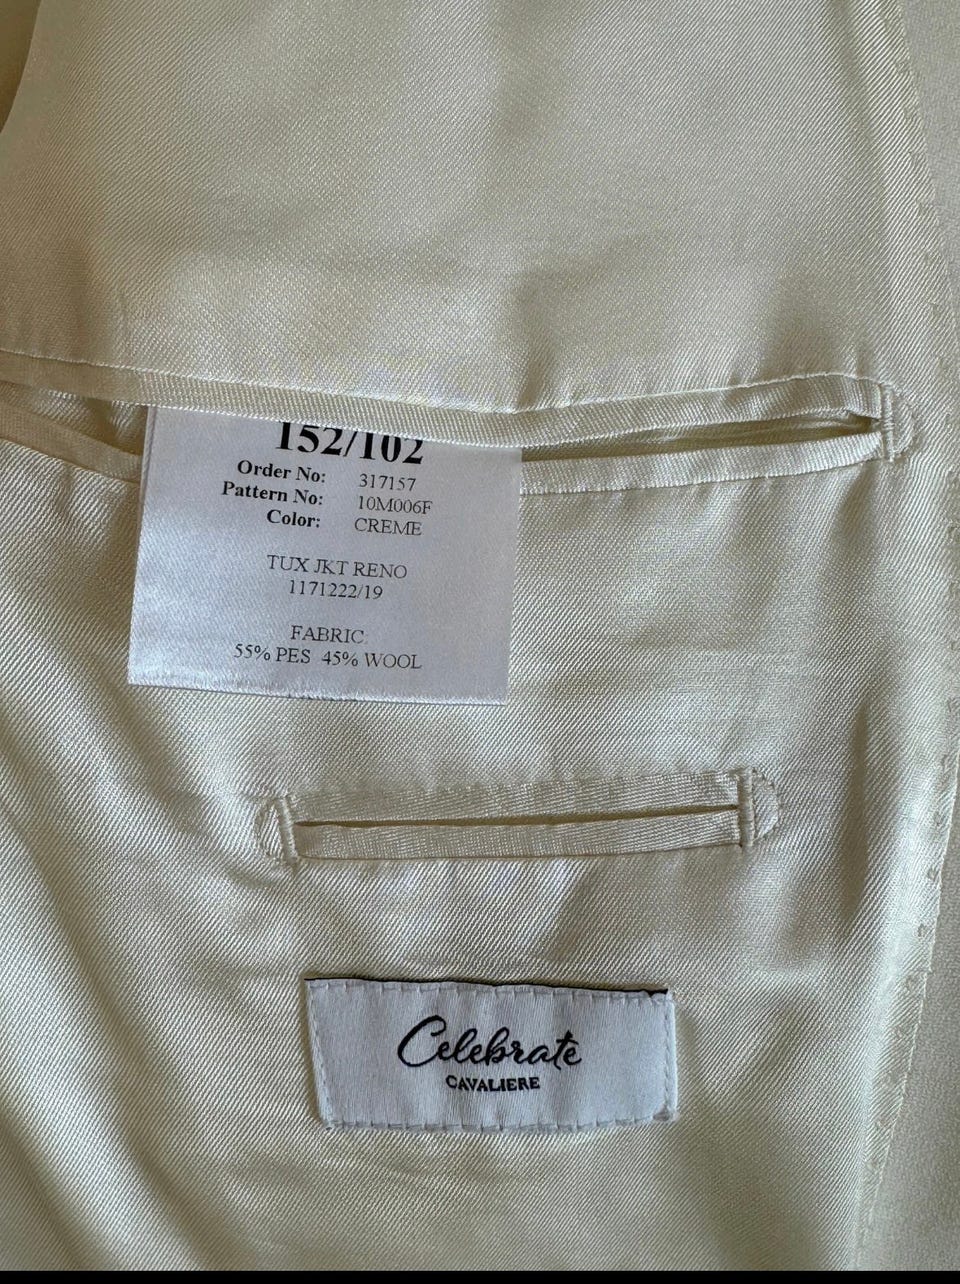 152/102
Order No: 317157
Pattern No: 10M006F
Color: CREME
TUX JKT RENO
1171222/19
FABRIC
55% PES 45% WOOL
Celebrate
CAVALIERE